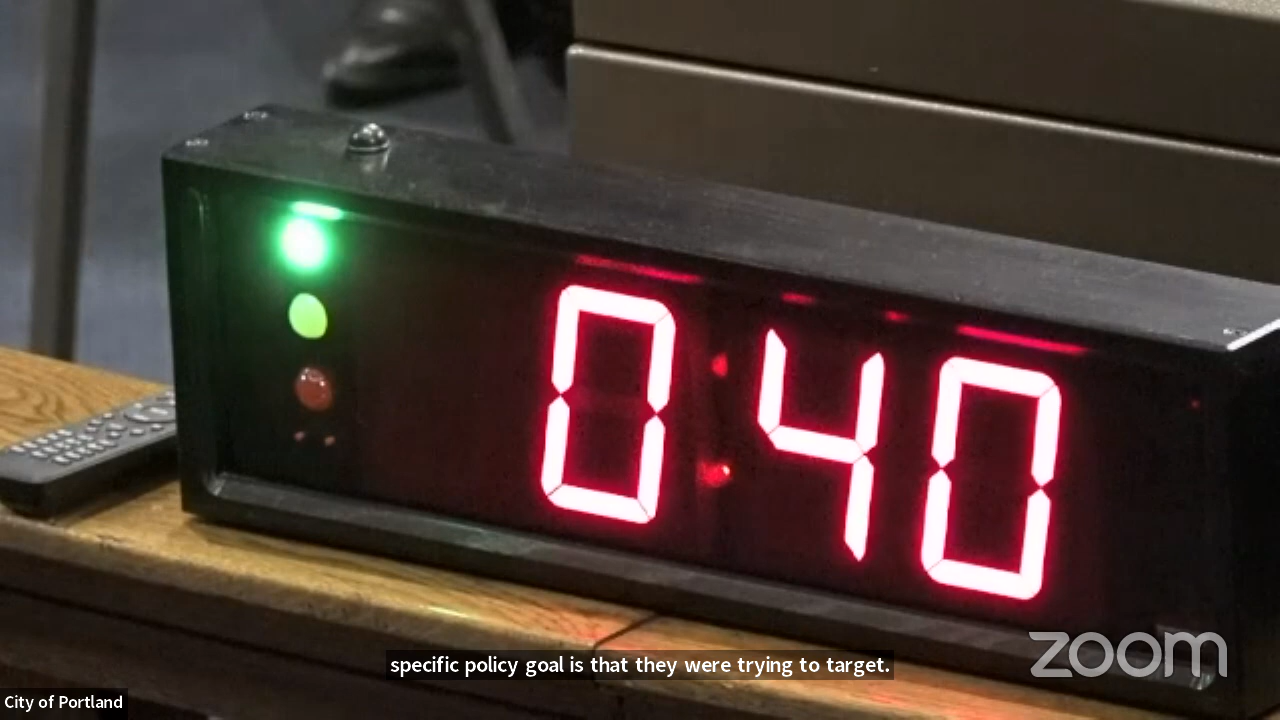 0:40
zoom
specific policy goal is that they were trying to target.
City of Portland